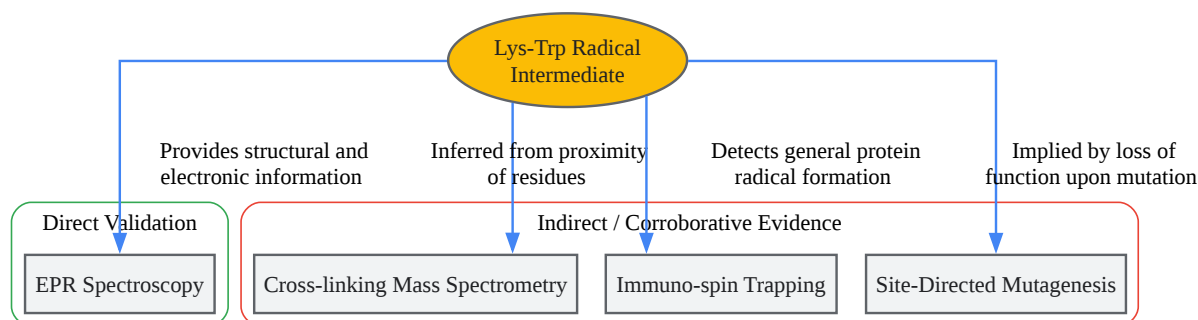 Lys-Trp Radical
Intermediate
Provides structural and
electronic information
Inferred from proximity
of residues
Detects general protein
radical formation
Implied by loss of
function upon mutation
Direct Validation
Indirect / Corroborative Evidence
EPR Spectroscopy
Cross-linking Mass Spectrometry
Immuno-spin Trapping
Site-Directed Mutagenesis